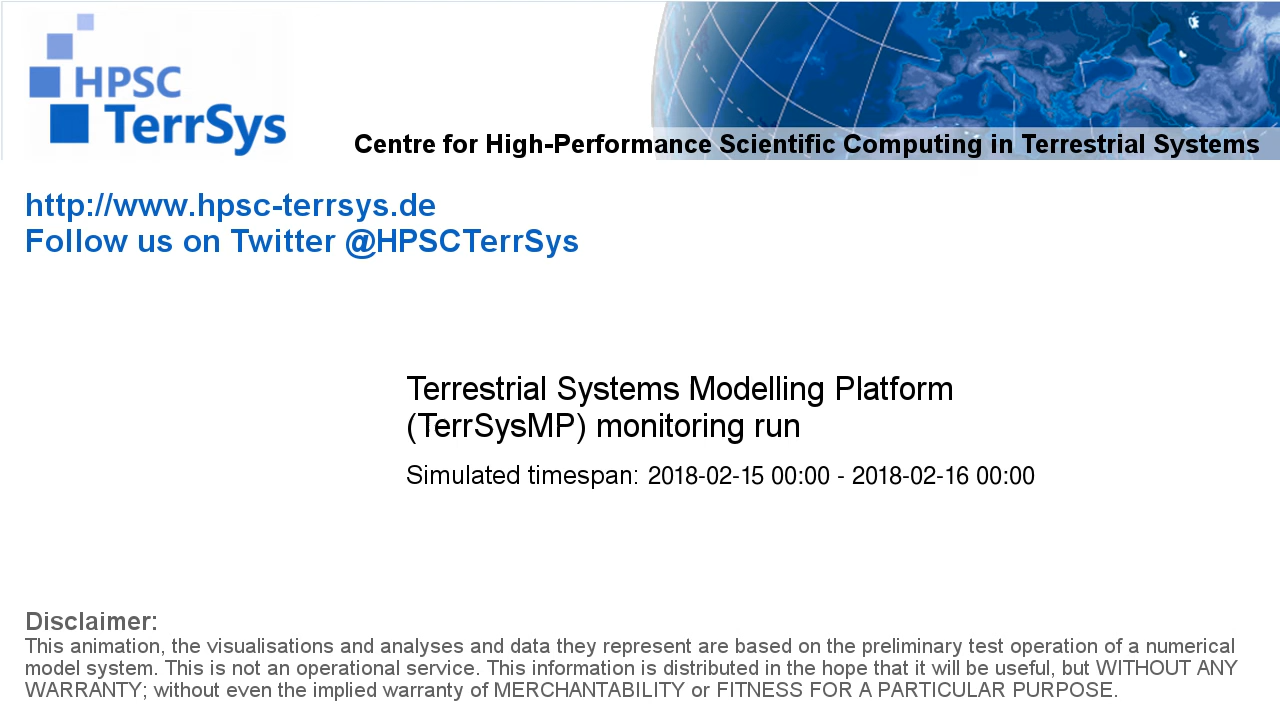 HPSC
TerrSys
Centre for High-Performance Scientific Computing in Terrestrial Systems
http://www.hpsc-terrsys.de
Follow us on Twitter @HPSCTerrSys
Terrestrial Systems Modelling Platform
(TerrSysMP) monitoring run
Simulated timespan: 2018-02-15 00:00 - 2018-02-16 00:00
Disclaimer:
This animation, the visualisations and analyses and data they represent are based on the preliminary test operation of a numerical
model system. This is not an operational service. This information is distributed in the hope that it will be useful, but WITHOUT ANY
WARRANTY; without even the implied warranty of MERCHANTABILITY or FITNESS FOR A PARTICULAR PURPOSE.